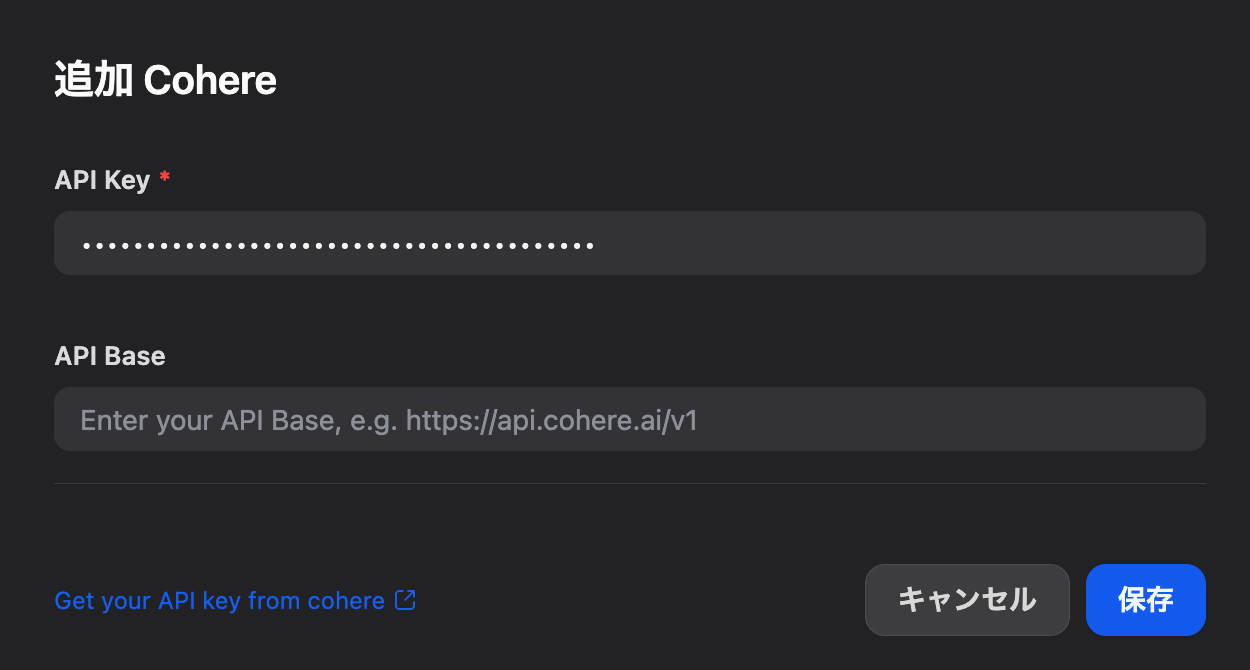 追加 Cohere
API Key *
••••••••••••••••••••••••••••••••••••••••
API Base
Enter your API Base, e.g. https://api.cohere.ai/v1
Get your API key from cohere
キャンセル
保存